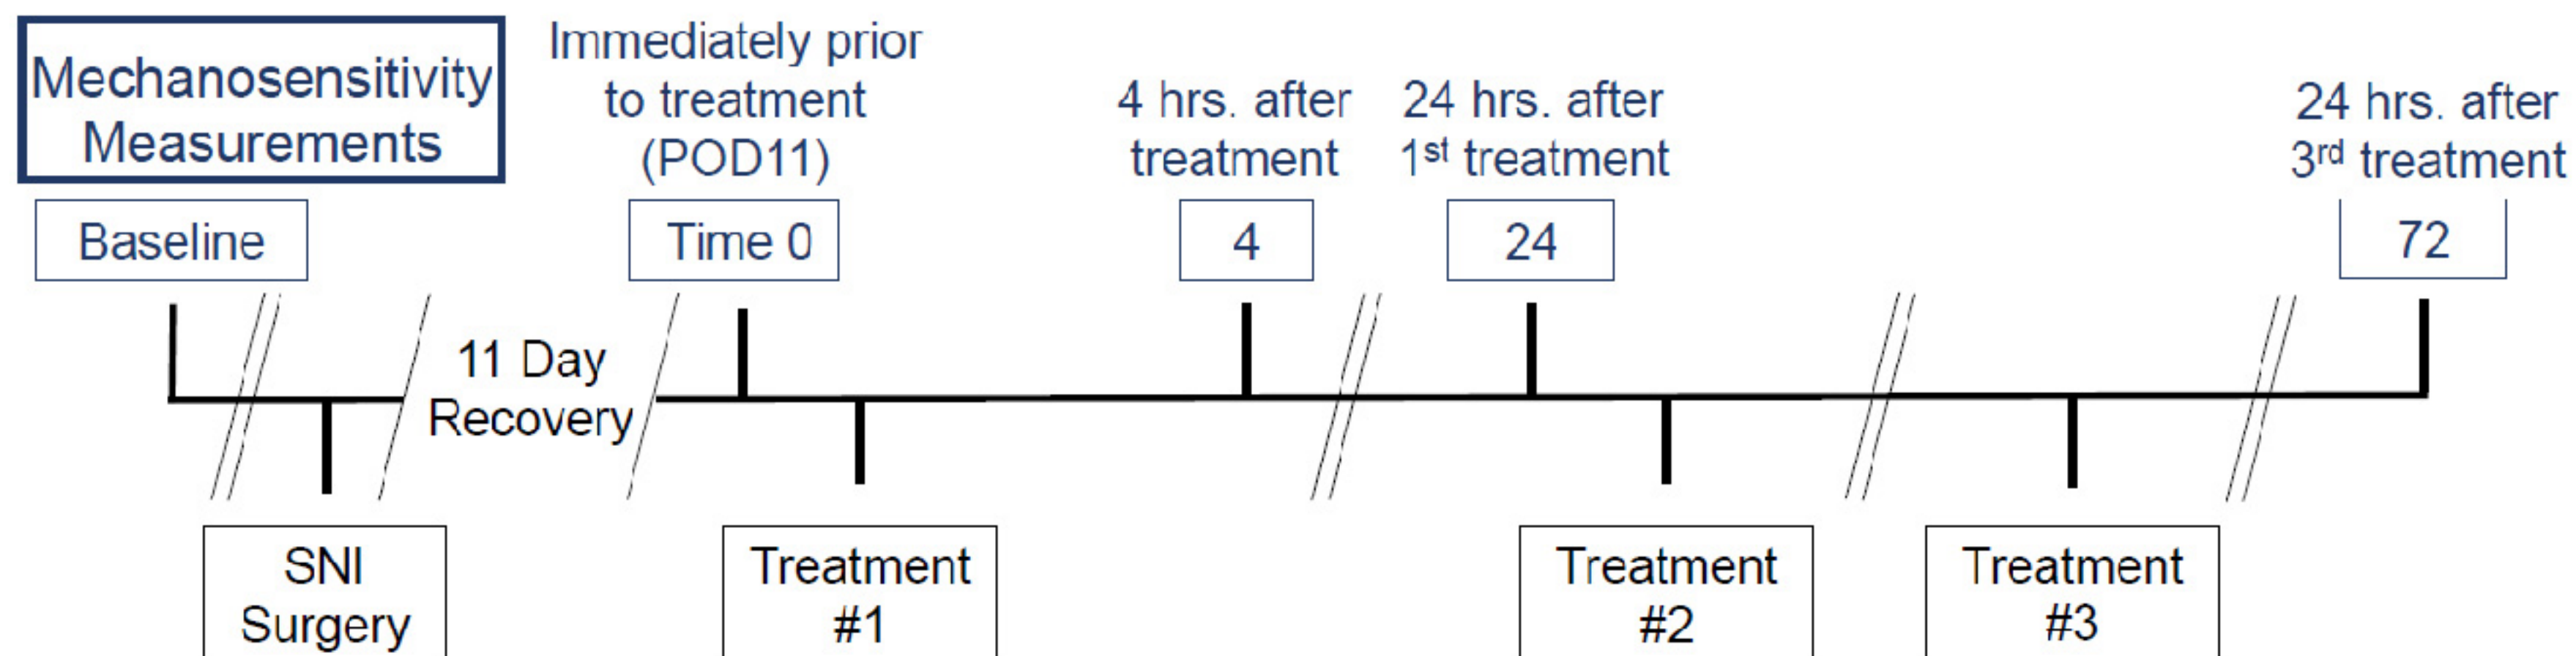 Mechanosensitivity
Measurements
Immediately prior
to treatment
(POD11)
4 hrs. after
treatment
24 hrs. after
1st treatment
24 hrs. after
3rd treatment
Baseline
Time 0
4
24
72
11 Day
Recovery
SNI
Surgery
Treatment
#1
Treatment
#2
Treatment
#3